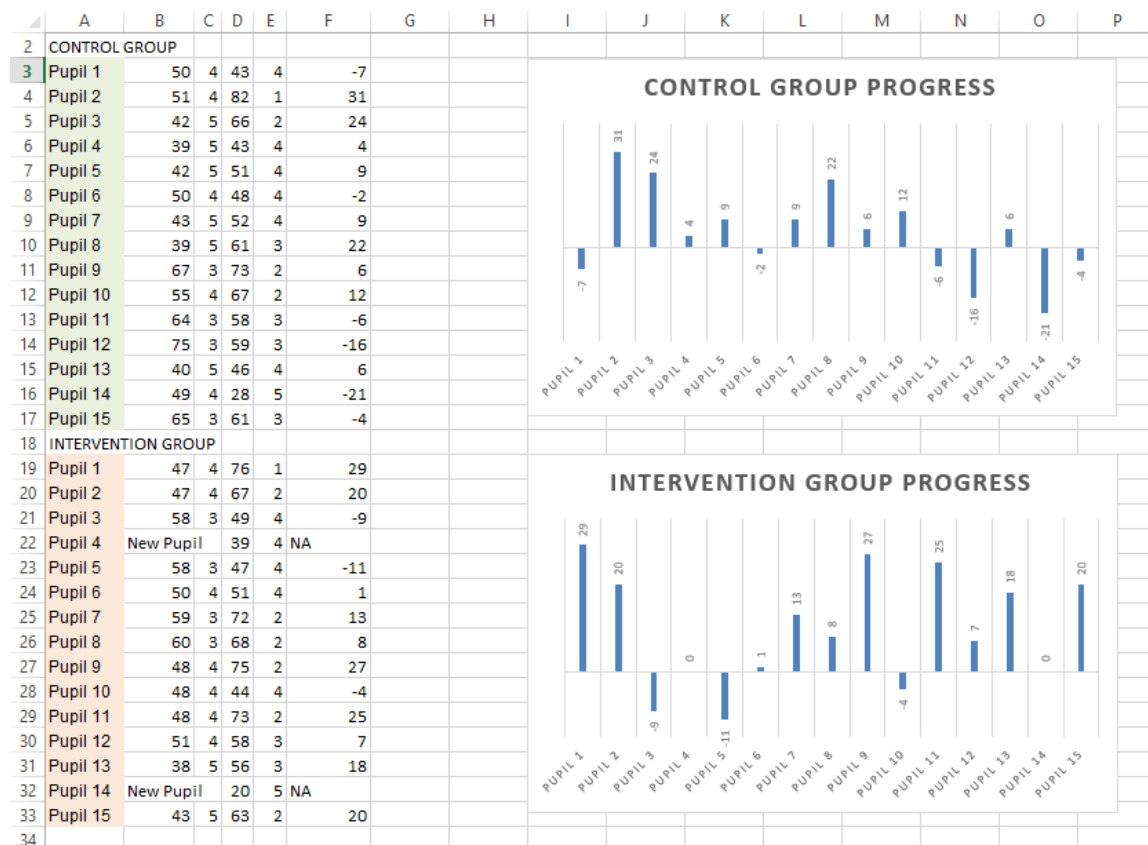 A B C D E F G H I J K L M N O P
2 CONTROL GROUP
3 Pupil 1 50 4 43 4 -7
4 Pupil 2 51 4 82 1 31
5 Pupil 3 42 5 66 2 24
6 Pupil 4 39 5 43 4 4
7 Pupil 5 42 5 51 4 9
8 Pupil 6 50 4 48 4 -2
9 Pupil 7 43 5 52 4 9
10 Pupil 8 39 5 61 3 22
11 Pupil 9 67 3 73 2 6
12 Pupil 10 55 4 67 2 12
13 Pupil 11 64 3 58 3 -6
14 Pupil 12 75 3 59 3 -16
15 Pupil 13 40 5 46 4 6
16 Pupil 14 49 4 28 5 -21
17 Pupil 15 65 3 61 3 -4
18 INTERVENTION GROUP
19 Pupil 1 47 4 76 1 29
20 Pupil 2 47 4 67 2 20
21 Pupil 3 58 3 49 4 -9
22 Pupil 4 New Pupil 39 4 NA
23 Pupil 5 58 3 47 4 -11
24 Pupil 6 50 4 51 4 1
25 Pupil 7 59 3 72 2 13
26 Pupil 8 60 3 68 2 8
27 Pupil 9 48 4 75 2 27
28 Pupil 10 48 4 44 4 -4
29 Pupil 11 48 4 73 2 25
30 Pupil 12 51 4 58 3 7
31 Pupil 13 38 5 56 3 18
32 Pupil 14 New Pupil 20 5 NA
33 Pupil 15 43 5 63 2 20
34
CONTROL GROUP PROGRESS
-7 31 24 4 9 -2 9 22 6 12 -6 -16 6 -21 -4
PUPIL 1 PUPIL 2 PUPIL 3 PUPIL 4 PUPIL 5 PUPIL 6 PUPIL 7 PUPIL 8 PUPIL 9 PUPIL 10 PUPIL 11 PUPIL 12 PUPIL 13 PUPIL 14 PUPIL 15
INTERVENTION GROUP PROGRESS
29 20 -9 0 -11 1 13 8 27 -4 25 7 18 0 20
PUPIL 1 PUPIL 2 PUPIL 3 PUPIL 4 PUPIL 5 PUPIL 6 PUPIL 7 PUPIL 8 PUPIL 9 PUPIL 10 PUPIL 11 PUPIL 12 PUPIL 13 PUPIL 14 PUPIL 15